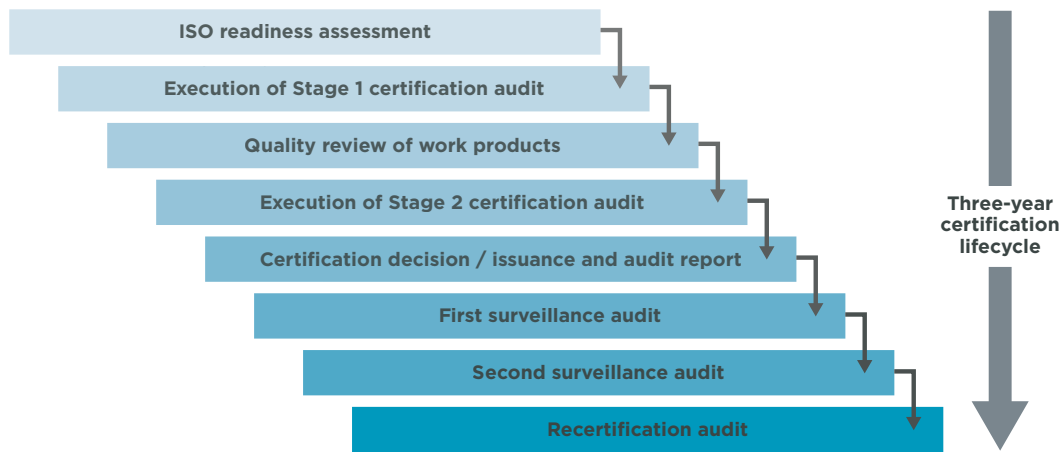 ISO readiness assessment
Execution of Stage 1 certification audit
Quality review of work products
Execution of Stage 2 certification audit
Certification decision / issuance and audit report
First surveillance audit
Second surveillance audit
Recertification audit
Three-year
certification
lifecycle